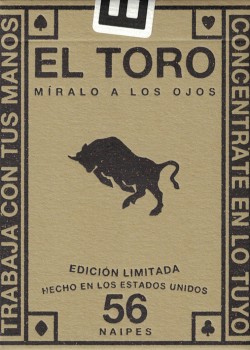 E
EL TORO
MÍRALO A LOS OJOS
TRABAJA CON TUS MANOS
CONCENTRATE EN LO TUYO
EDICIÓN LIMITADA
HECHO EN LOS ESTADOS UNIDOS
56
NAIPES